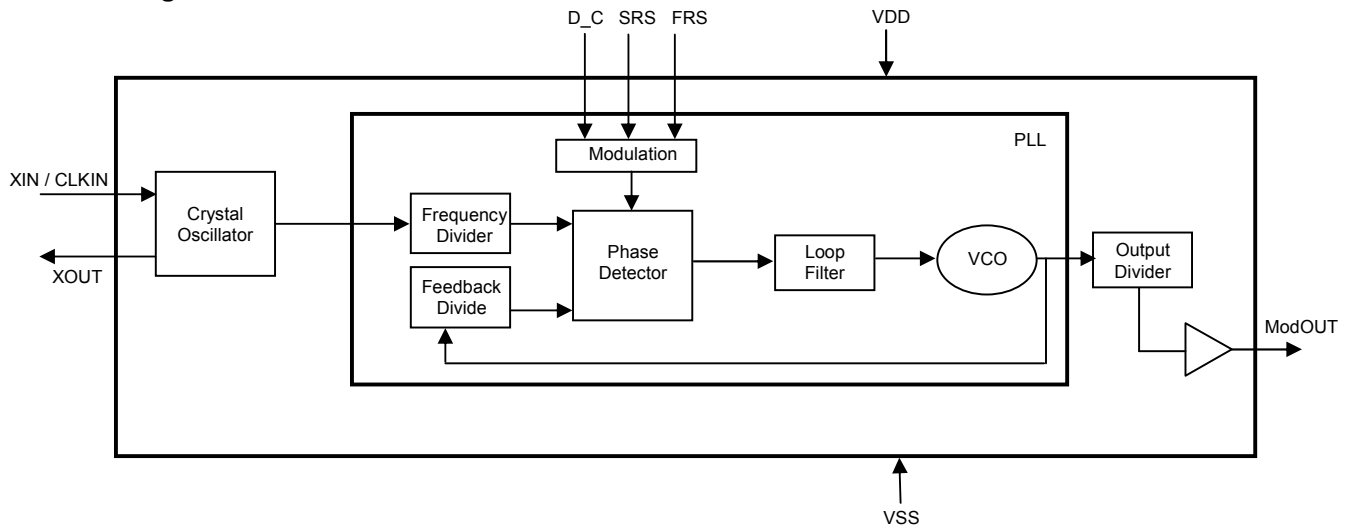 D_C SRS FRS
VDD
PLL
Modulation
XIN / CLKIN
XOUT
Crystal
Oscillator
Frequency
Divider
Feedback
Divide
Phase
Detector
Loop
Filter
VCO
Output
Divider
ModOUT
VSS